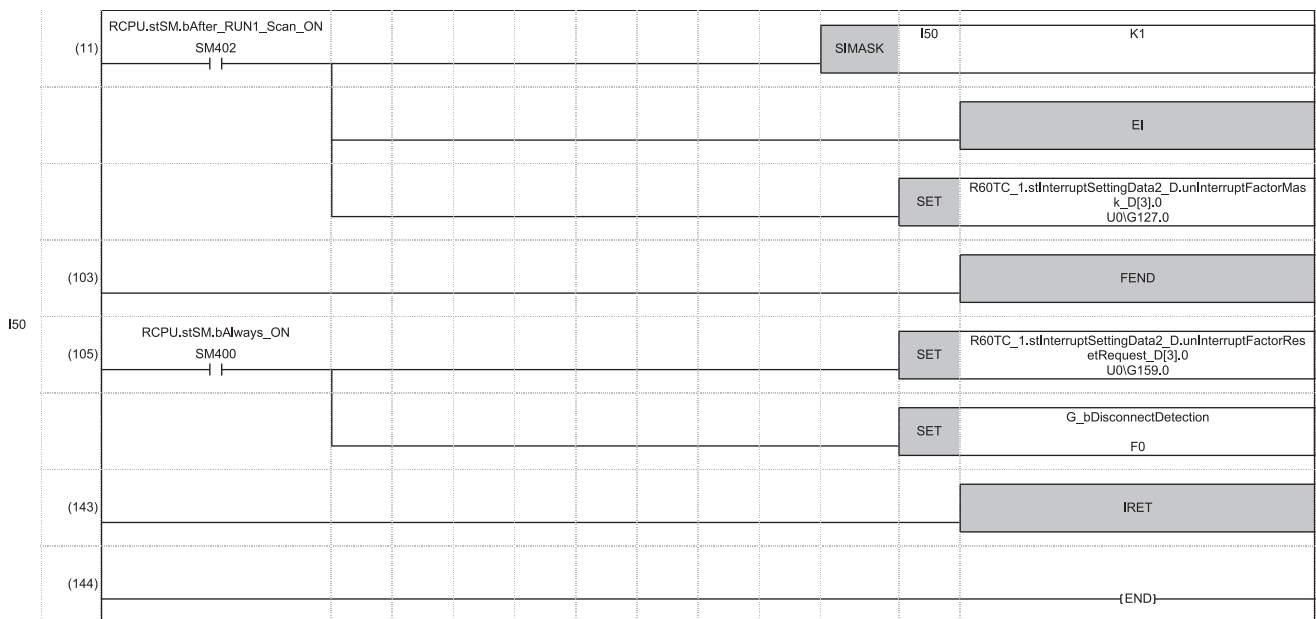 RCPU.stSM.bAfter_RUN1_Scan_ON
(11)
SM402
SIMASK
I50
K1
EI
SET
R60TC_1.stInterruptSettingData2_D.unInterruptFactorMas
k_D[3].0
U0\G127.0
(103)
FEND
I50
RCPU.stSM.bAlways_ON
(105)
SM400
SET
R60TC_1.stInterruptSettingData2_D.unInterruptFactorRes
etRequest_D[3].0
U0\G159.0
SET
G_bDisconnectDetection
F0
(143)
IRET
(144)
{END}